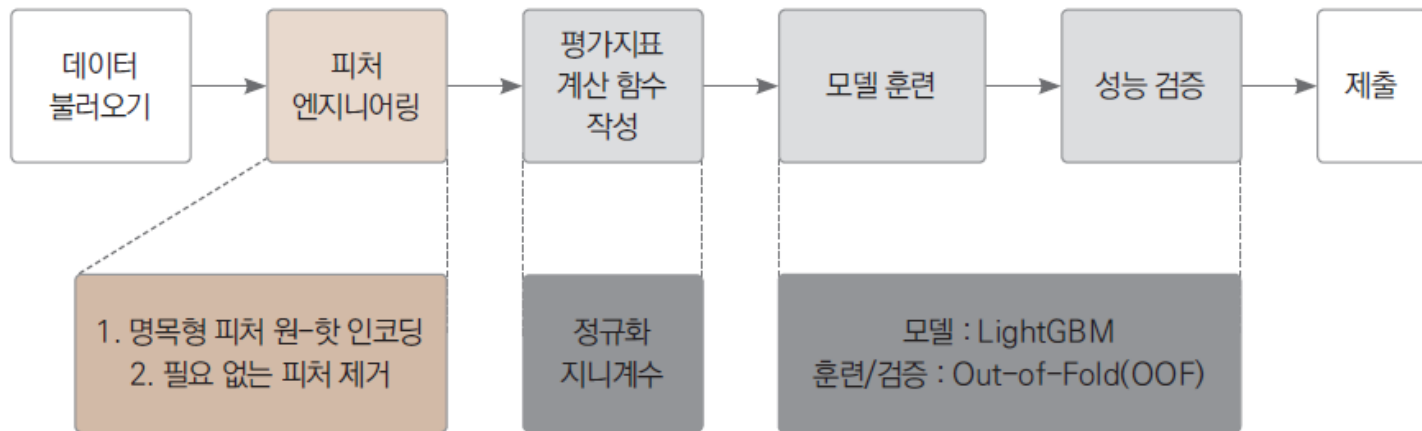 데이터
불러오기
피처
엔지니어링
평가지표
계산 함수
작성
모델 훈련
성능 검증
제출
1. 명목형 피처 원-핫 인코딩
2. 필요 없는 피처 제거
정규화
지니계수
모델 : LightGBM
훈련/검증 : Out-of-Fold(OOF)